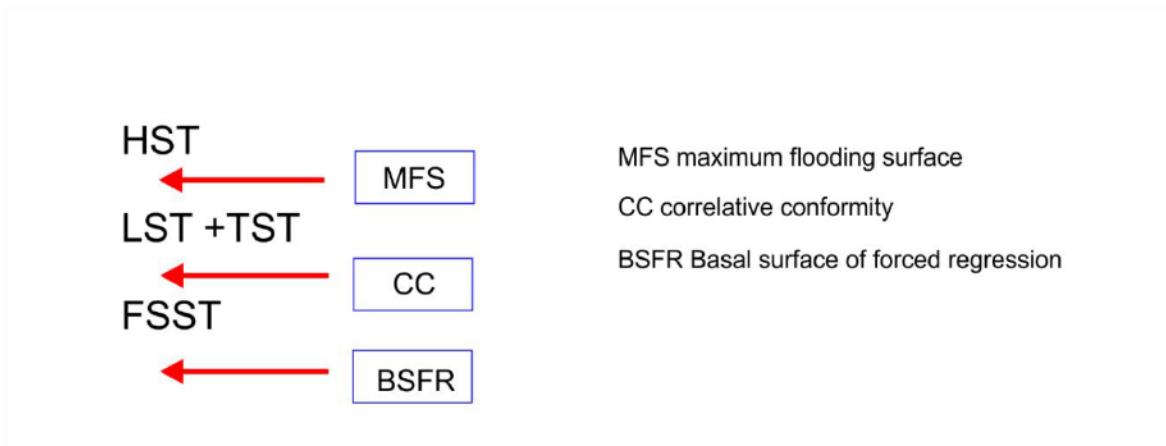 HST
MFS
LST +TST
CC
FSST
BSFR
MFS maximum flooding surface
CC correlative conformity
BSFR Basal surface of forced regression